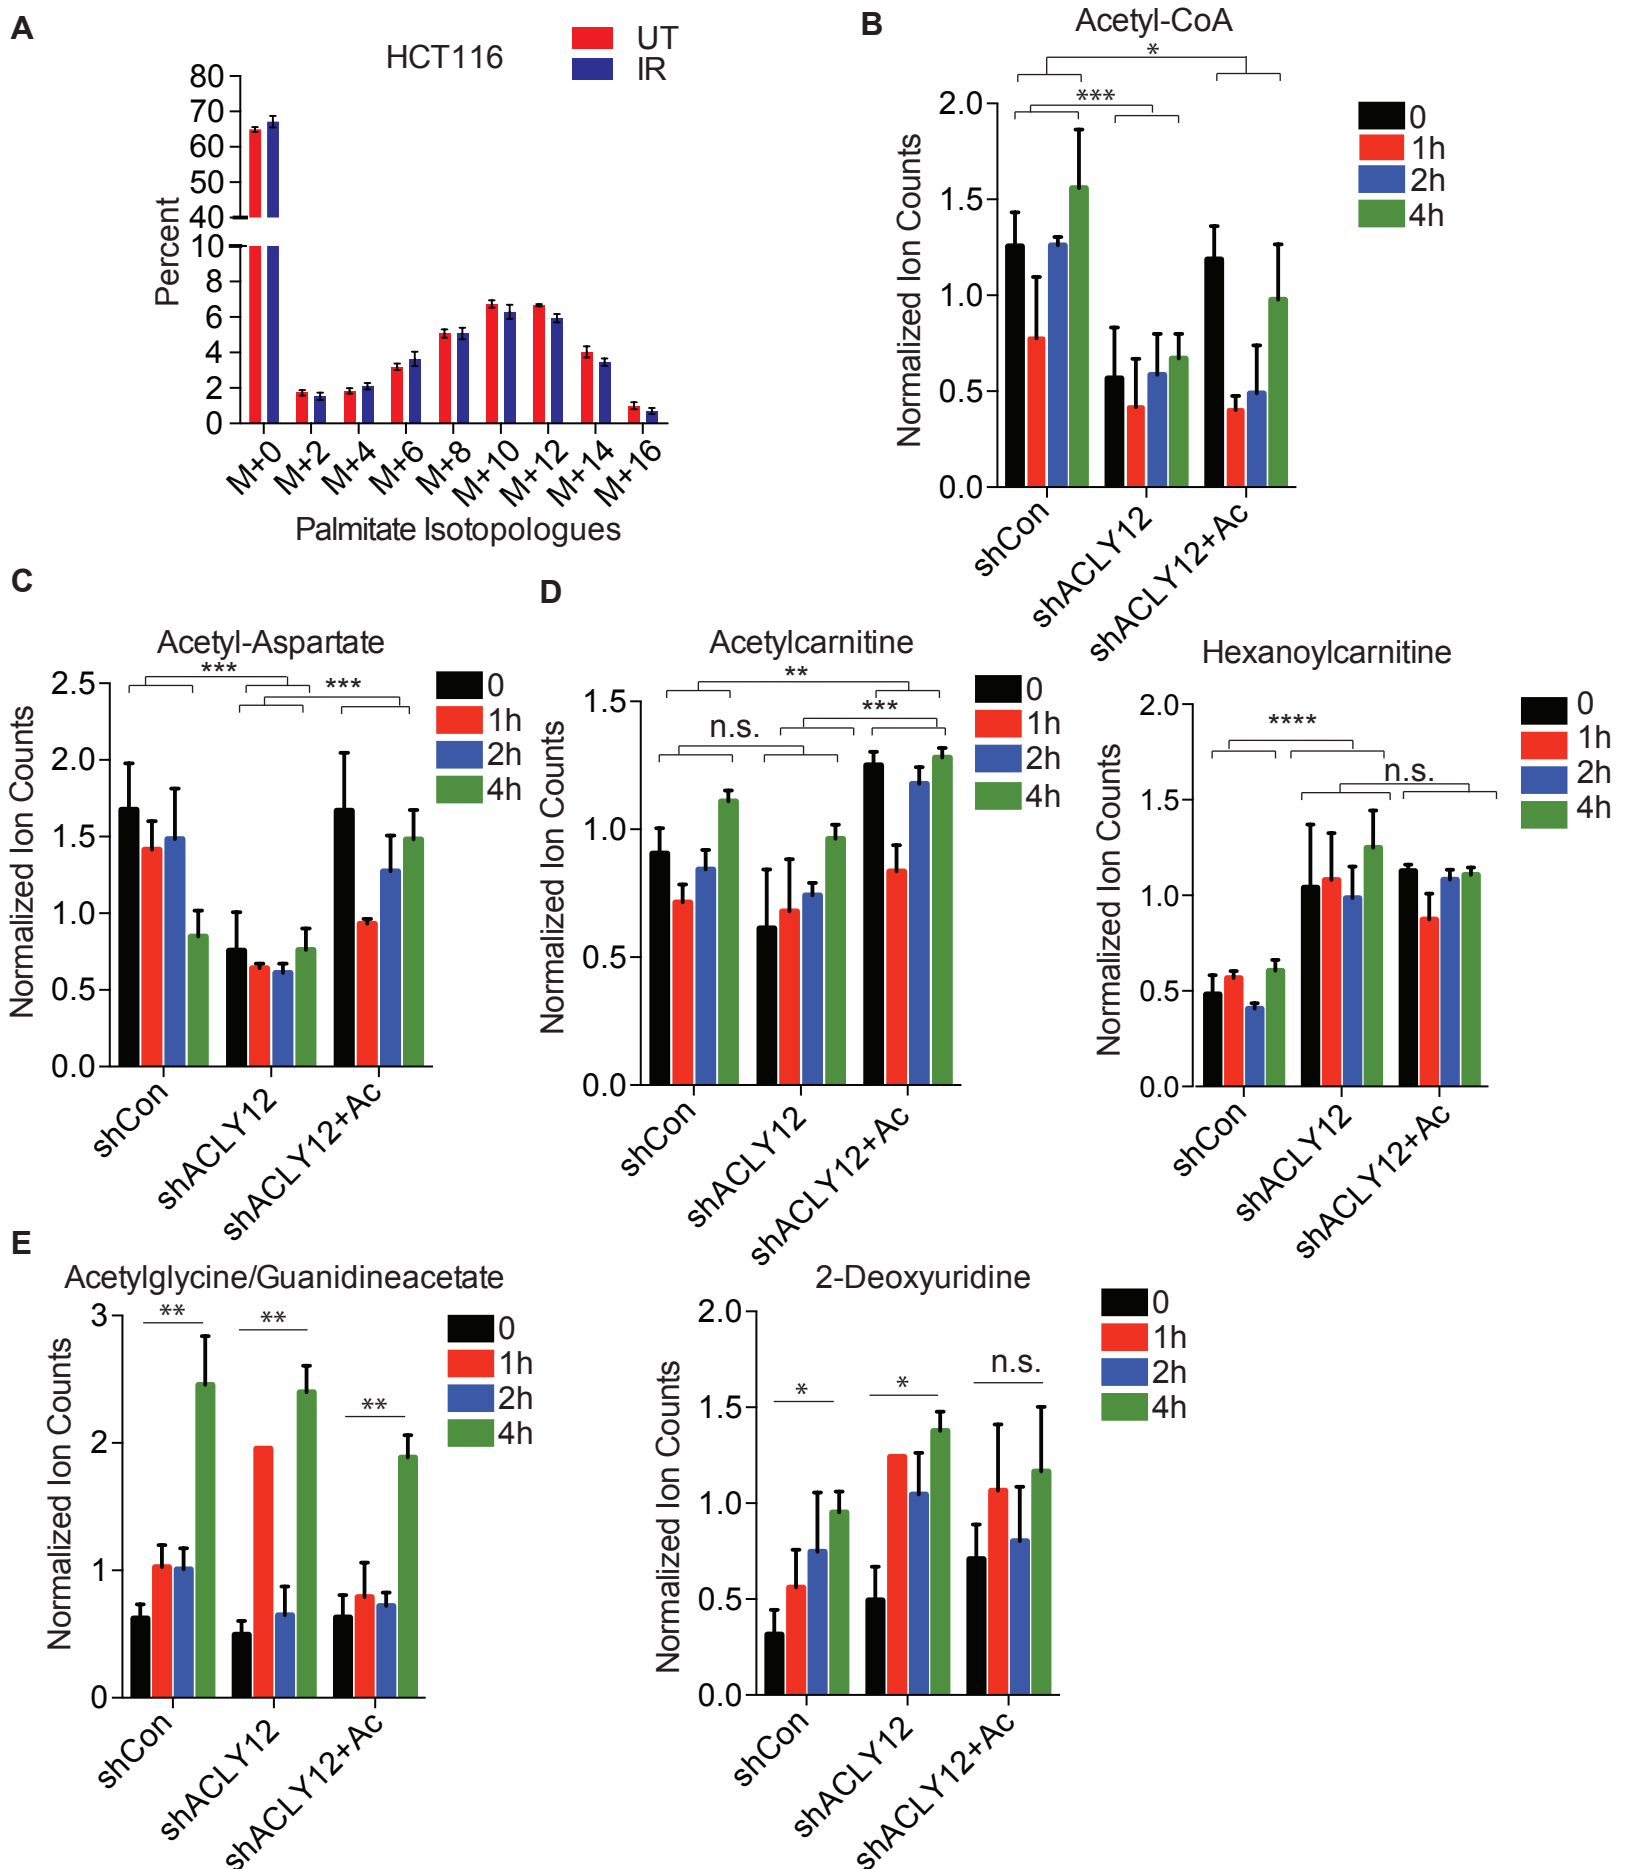 A
HCT116
UT
IR
80
70
60
50
40
10
8
6
4
2
0
Percent
M+0
M+2
M+4
M+6
M+8
M+10
M+12
M+14
M+16
Palmitate Isotopologues
B
Acetyl-CoA
*
***
2.0
1.5
1.0
0.5
0.0
Normalized Ion Counts
0
1h
2h
4h
shCon
shACLY12
shACLY12+Ac
C
Acetyl-Aspartate
***
***
2.5
2.0
1.5
1.0
0.5
0.0
Normalized Ion Counts
0
1h
2h
4h
shCon
shACLY12
shACLY12+Ac
D
Acetylcarnitine
**
***
n.s.
1.5
1.0
0.5
0.0
Normalized Ion Counts
0
1h
2h
4h
shCon
shACLY12
shACLY12+Ac
Hexanoylcarnitine
****
n.s.
2.0
1.5
1.0
0.5
0.0
Normalized Ion Counts
0
1h
2h
4h
shCon
shACLY12
shACLY12+Ac
E
Acetylglycine/Guanidineacetate
**
**
**
3
2
1
0
Normalized Ion Counts
0
1h
2h
4h
shCon
shACLY12
shACLY12+Ac
2-Deoxyuridine
*
*
n.s.
2.0
1.5
1.0
0.5
0.0
Normalized Ion Counts
0
1h
2h
4h
shCon
shACLY12
shACLY12+Ac